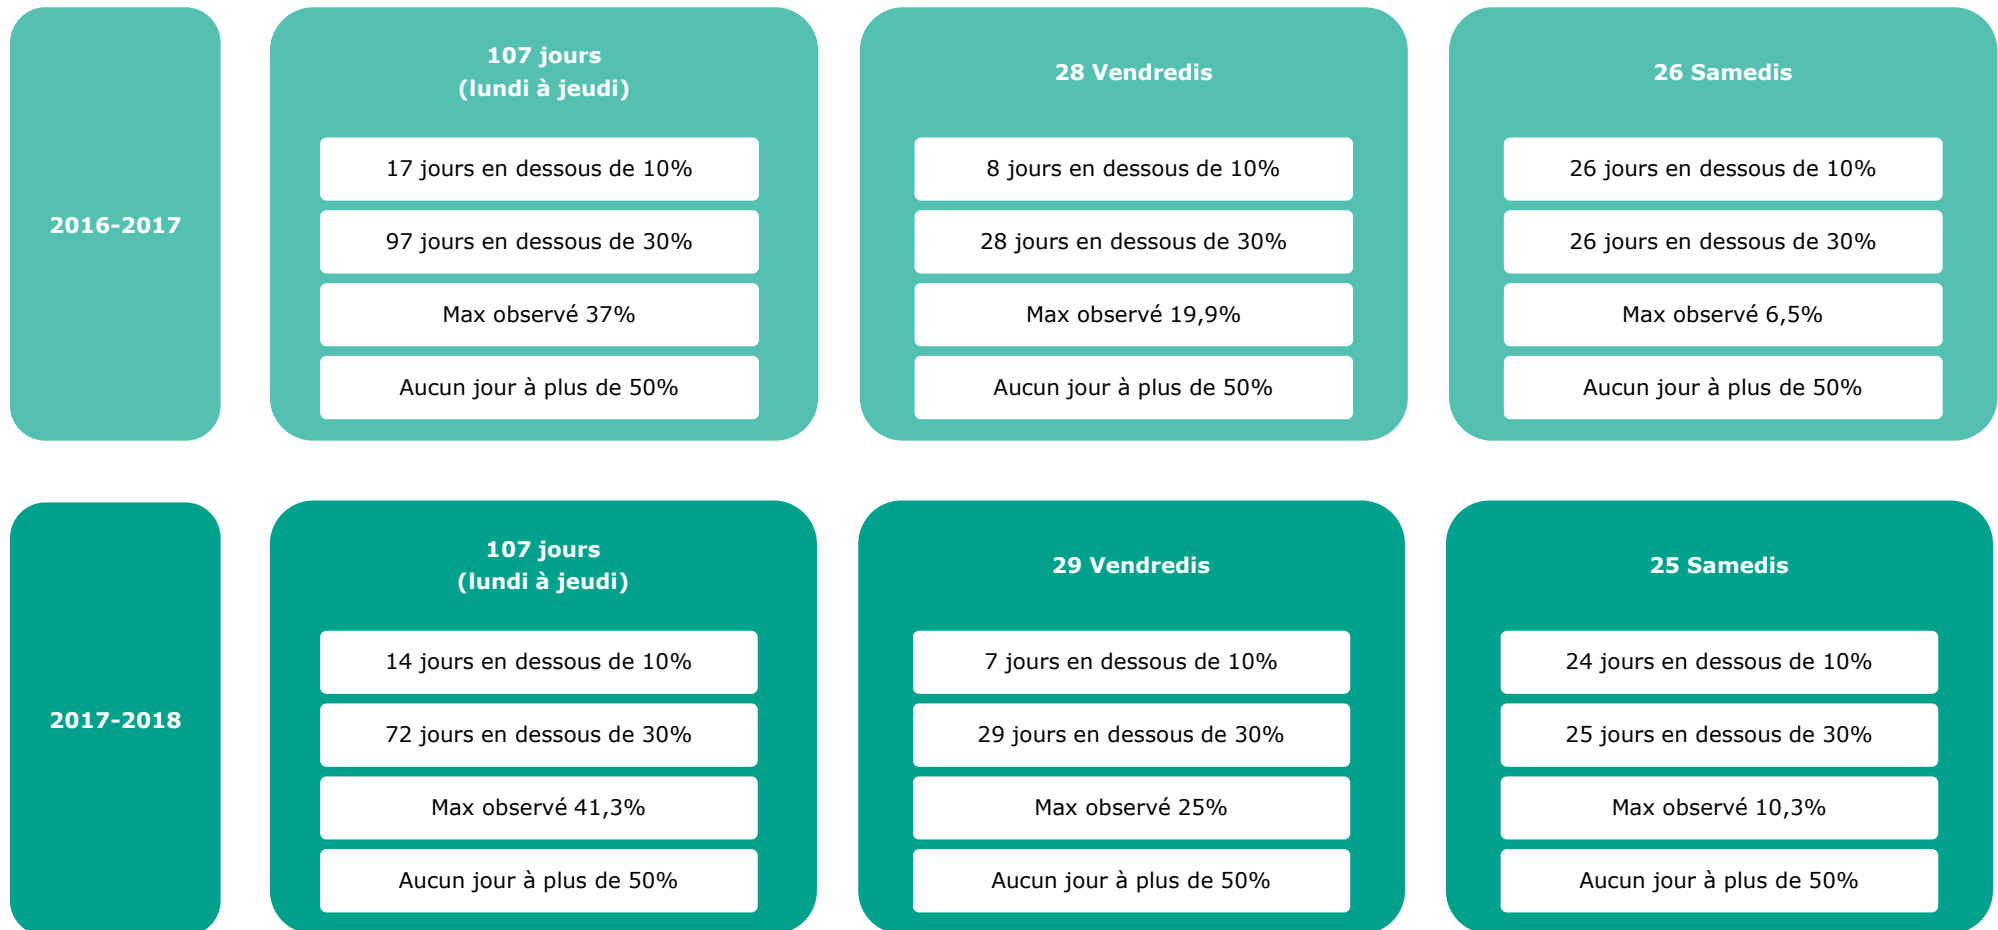 2016-2017
107 jours
(lundi à jeudi)
17 jours en dessous de 10%
97 jours en dessous de 30%
Max observé 37%
Aucun jour à plus de 50%
28 Vendredis
8 jours en dessous de 10%
28 jours en dessous de 30%
Max observé 19,9%
Aucun jour à plus de 50%
26 Samedis
26 jours en dessous de 10%
26 jours en dessous de 30%
Max observé 6,5%
Aucun jour à plus de 50%
2017-2018
107 jours
(lundi à jeudi)
14 jours en dessous de 10%
72 jours en dessous de 30%
Max observé 41,3%
Aucun jour à plus de 50%
29 Vendredis
7 jours en dessous de 10%
29 jours en dessous de 30%
Max observé 25%
Aucun jour à plus de 50%
25 Samedis
24 jours en dessous de 10%
25 jours en dessous de 30%
Max observé 10,3%
Aucun jour à plus de 50%